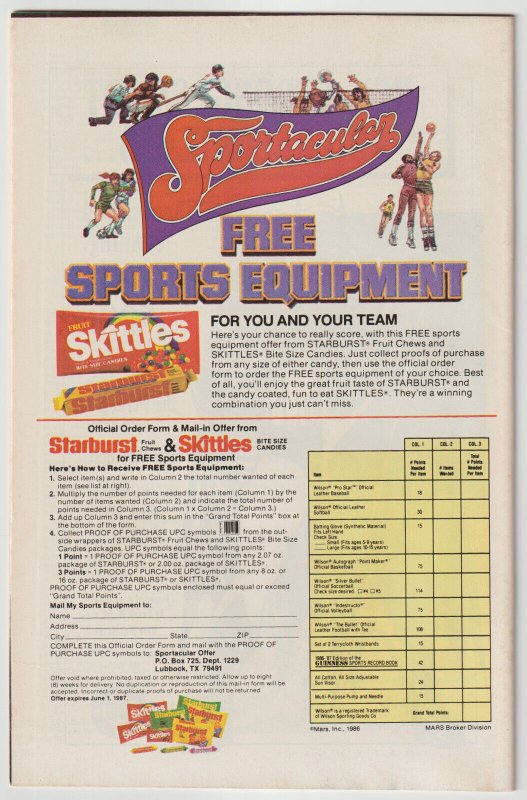 Sportacular
FREE
SPORTS EQUIPMENT
FRUIT
Skittles
BITE SIZE CANDIES
Starburst
Starburst
FOR YOU AND YOUR TEAM
Here's your chance to really score, with this FREE sports
equipment offer from STARBURST® Fruit Chews and
SKITTLES® Bite Size Candies. Just collect proofs of purchase
from any size of either candy, then use the official order
form to order the FREE sports equipment of your choice. Best
of all, you'll enjoy the great fruit taste of STARBURST® and
the candy coated, fun to eat SKITTLES®. They're a winning
combination you just can't miss.
Official Order Form & Mail-in Offer from
Starburst Fruit Chews & Skittles BITE SIZE CANDIES
for FREE Sports Equipment
Here's How to Receive FREE Sports Equipment:
1. Select item(s) and write in Column 2 the total number wanted of each
item (see list at right).
2. Multiply the number of points needed for each item (Column 1) by the
number of items wanted (Column 2) and indicate the total number of
points needed in Column 3. (Column 1 x Column 2 = Column 3.)
3. Add up Column 3 and enter this sum in the "Grand Total Points" box at
the bottom of form.
4. Collect PROOF OF PURCHASE UPC symbols from the out-
side wrappers of STARBURST® Fruit Chews and SKITTLES® Bite Size
Candies packages. UPC symbols equal the following points:
1 Point = 1 PROOF OF PURCHASE UPC symbol from any 2.07 oz.
package of STARBURST® or 2.00 oz. package of SKITTLES®.
3 Points = 1 PROOF OF PURCHASE UPC symbol from any 8 oz. or
16 oz. package of STARBURST® or SKITTLES®.
PROOF OF PURCHASE UPC symbols enclosed must equal or exceed
"Grand Total Points."
Mail My Sports Equipment to:
Name
Address
City State ZIP
COMPLETE this Official Order Form and mail with the PROOF OF
PURCHASE UPC symbols to: Sportacular Offer
P.O. Box 725, Dept. 1229
Lubbock, TX 79491
Offer void where prohibited, taxed or otherwise restricted. Allow up to eight
(8) weeks for delivery. No duplication or reproduction of this mail-in form will be
accepted. Incorrect or duplicate proofs of purchase will not be returned
Offer expires June 1, 1987.
Skittles
Starburst
Skittles
Starburst
COL. 1 COL. 2 COL. 3
Item # Points Needed Per Item # Items Wanted Total # Points Needed Per Item
Wilson® "Pro Star™ Official
Leather Baseball 18
Wilson® Official Leather
Softball 30
Batting Glove (Synthetic Material) 15
Fits Left Hand
Check Size:
Small (Fits ages 5-9 years)
Large (Fits ages 10-15 years)
Wilson® Autograph "Point Maker®"
Official Basketball 75
Wilson® "Silver Bullet"
Official Soccerball
Check size desired □ #4 □ #5 114
Wilson® "Indestructo"
Official Volleyball 75
Wilson® "The Bullet" Official
Leather Football with Tee 108
Set of 2 Terrycloth Wristbands 15
1986-'87 Edition of the
GUINNESS SPORTS RECORD BOOK 42
All Cotton, All Size Adjustable
Sun Visor 24
Multi-Purpose Pump and Needle 15
Wilson® is a registered Trademark
of Wilson Sporting Goods Co Grand Total Points:
©Mars, Inc., 1986 MARS Broker Division